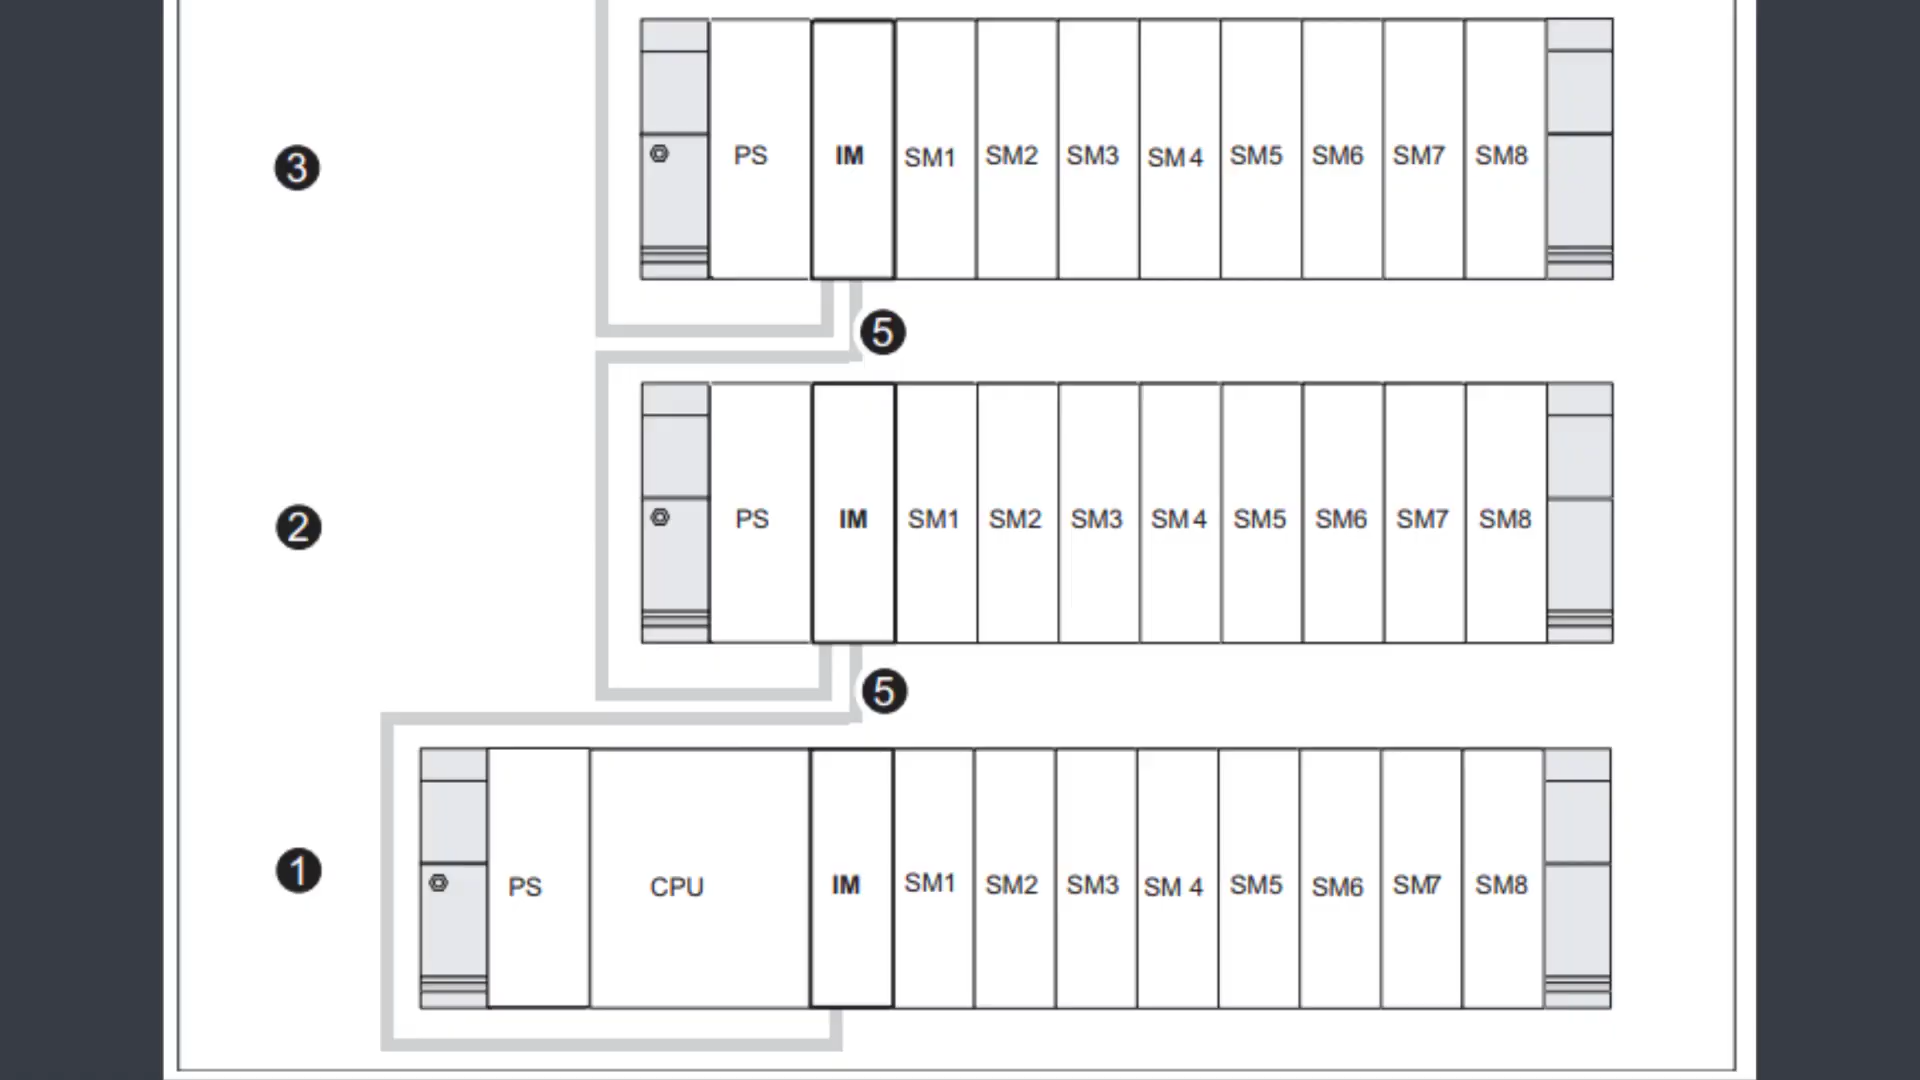 3 PS IM SM1 SM2 SM3 SM 4 SM5 SM6 SM7 SM8
5
2 PS IM SM1 SM2 SM3 SM 4 SM5 SM6 SM7 SM8
5
1 PS CPU IM SM1 SM2 SM3 SM 4 SM5 SM6 SM7 SM8